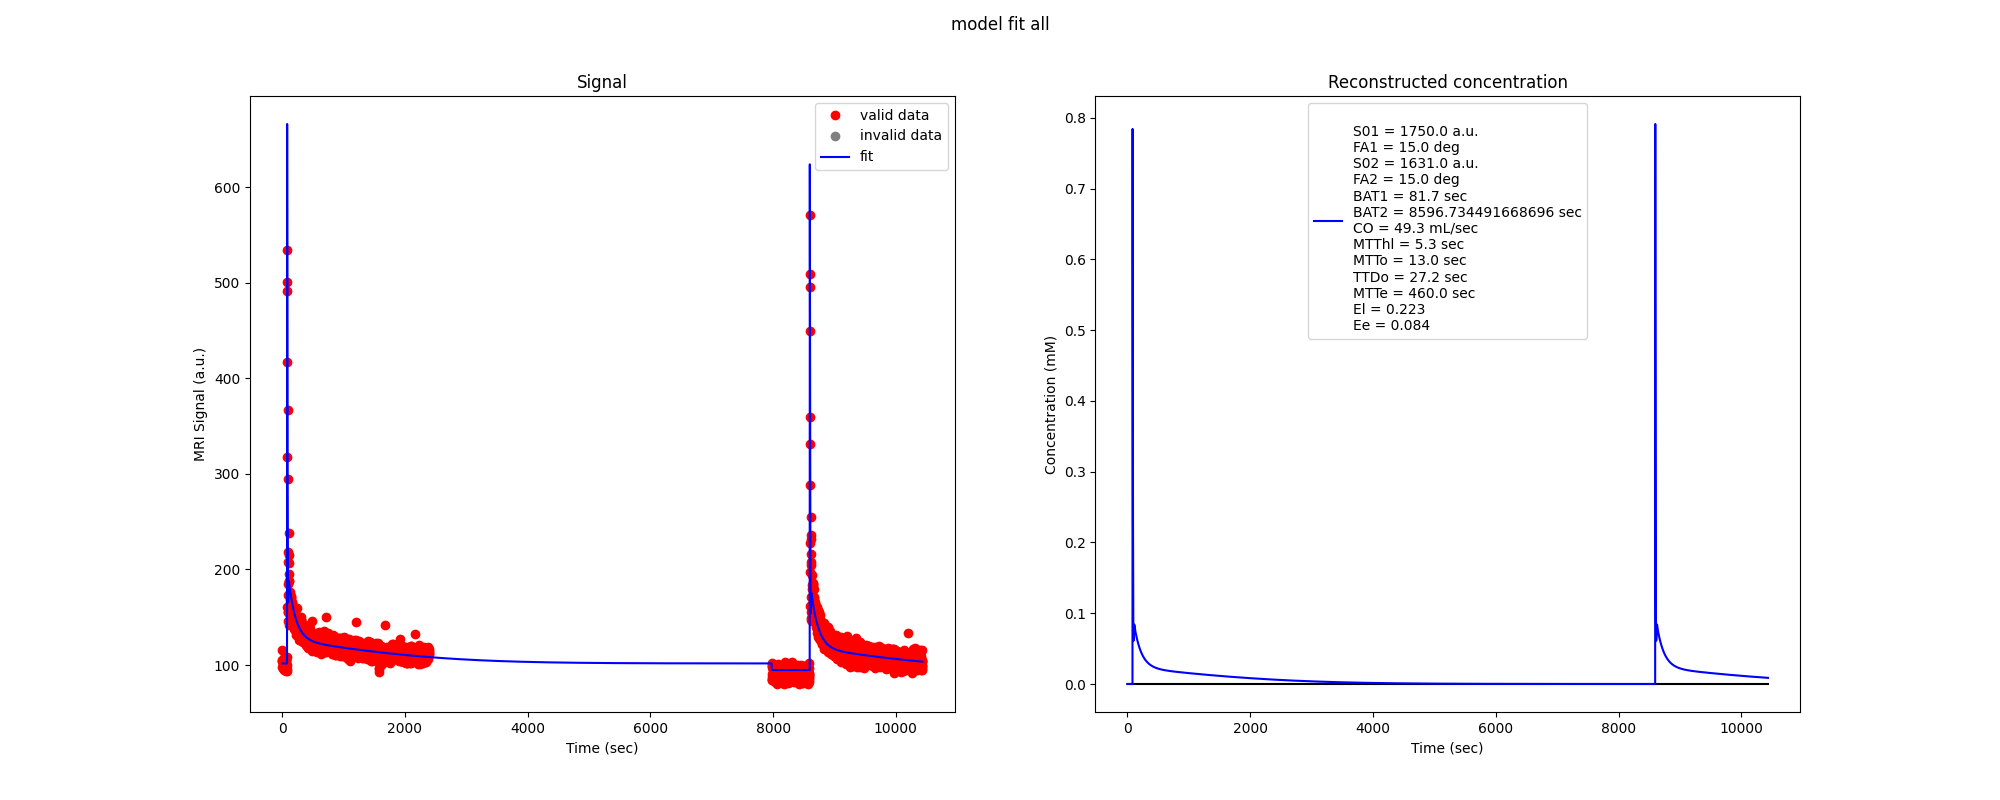 model fit all
Signal
MRI Signal (a.u.)
600
500
400
300
200
100
0
2000
4000
6000
8000
10000
Time (sec)
valid data
invalid data
fit
Reconstructed concentration
Concentration (mM)
0.8
0.7
0.6
0.5
0.4
0.3
0.2
0.1
0.0
0
2000
4000
6000
8000
10000
Time (sec)
S01 = 1750.0 a.u.
FA1 = 15.0 deg
S02 = 1631.0 a.u.
FA2 = 15.0 deg
BAT1 = 81.7 sec
BAT2 = 8596.734491668696 sec
CO = 49.3 mL/sec
MTThl = 5.3 sec
MTTo = 13.0 sec
TTDo = 27.2 sec
MTTe = 460.0 sec
El = 0.223
Ee = 0.084